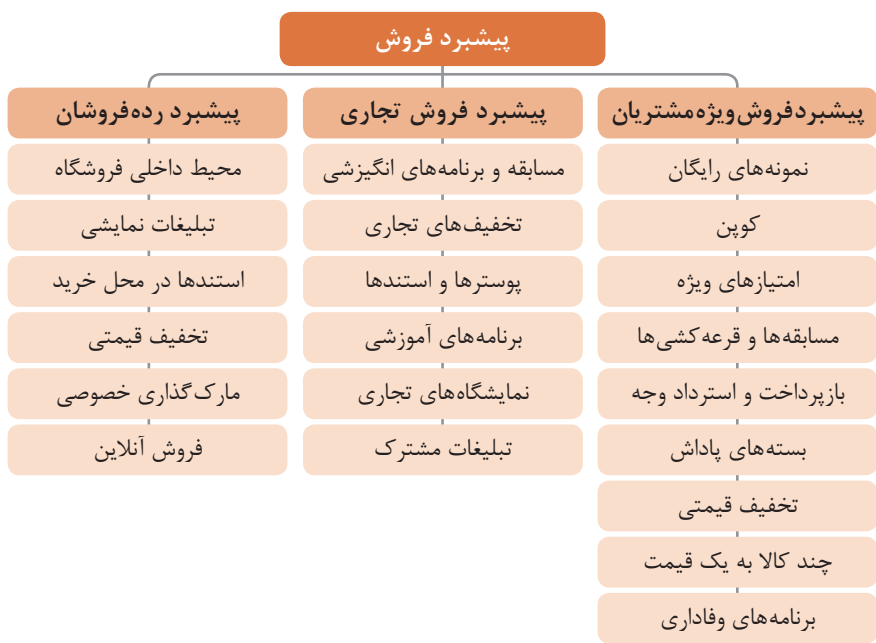 پیشبرد فروش
پیشبردفروش‌ویژه‌مشتریان
نمونه‌های رایگان
کوپن
امتیازهای ویژه
مسابقه‌ها و قرعه‌کشی‌ها
بازپرداخت و استرداد وجه
بسته‌های پاداش
تخفیف قیمتی
چند کالا به یک قیمت
برنامه‌های وفاداری
پیشبرد فروش تجاری
مسابقه و برنامه‌های انگیزشی
تخفیف‌های تجاری
پوسترها و استندها
برنامه‌های آموزشی
نمایشگاه‌های تجاری
تبلیغات مشترک
پیشبرد رده‌فروشان
محیط داخلی فروشگاه
تبلیغات نمایشی
استندها در محل خرید
تخفیف قیمتی
مارک‌گذاری خصوصی
فروش آنلاین